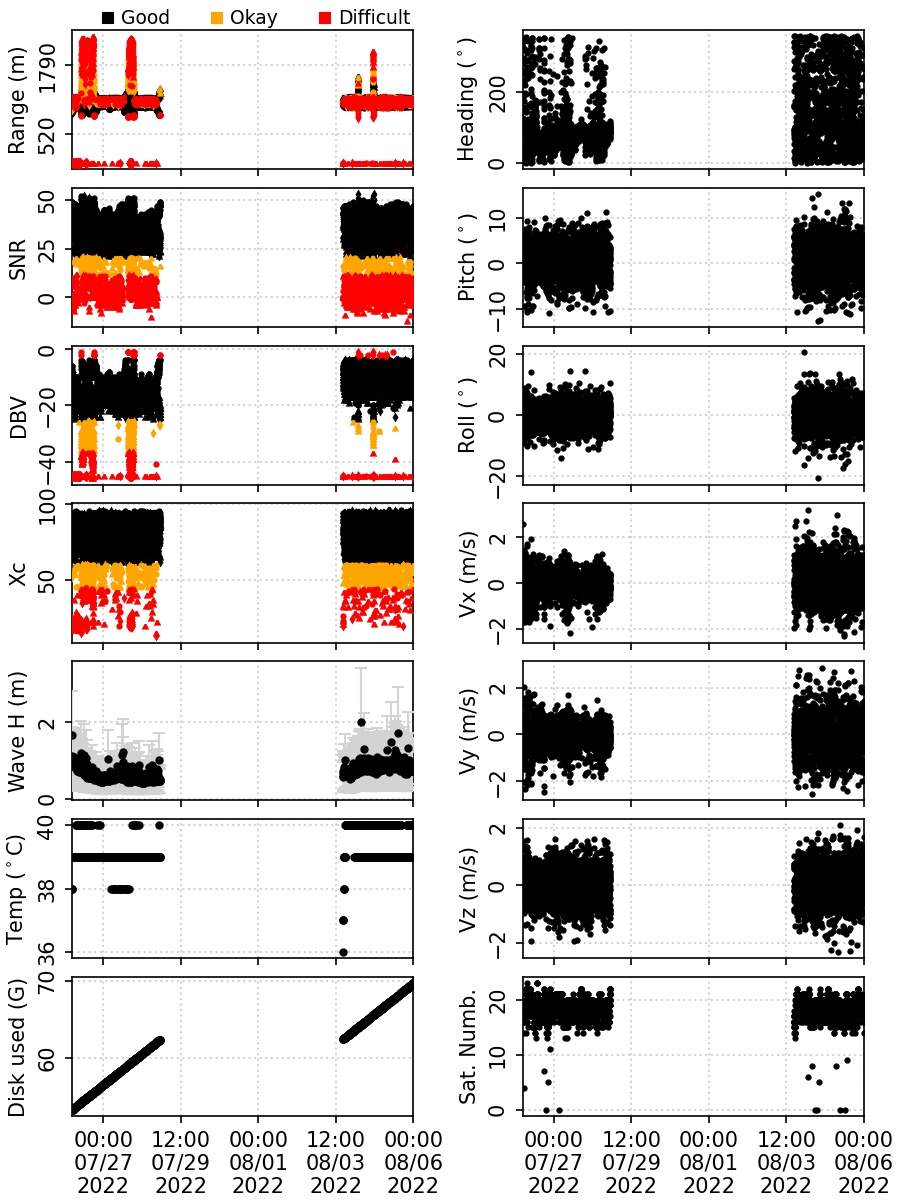 Good Okay Difficult
Range (m)
1790
520
Heading (°)
200
0
SNR
50
25
0
Pitch (°)
10
0
−10
DBV
0
−20
−40
Roll (°)
20
0
−20
Xc
100
50
Vx (m/s)
2
0
−2
Wave H (m)
2
0
Vy (m/s)
2
0
−2
Temp (°C)
40
38
36
Vz (m/s)
2
0
−2
Disk used (G)
70
60
Sat. Numb.
20
10
0
00:00 12:00 00:00 12:00 00:00
07/27 07/29 08/01 08/03 08/06
2022 2022 2022 2022 2022
00:00 12:00 00:00 12:00 00:00
07/27 07/29 08/01 08/03 08/06
2022 2022 2022 2022 2022